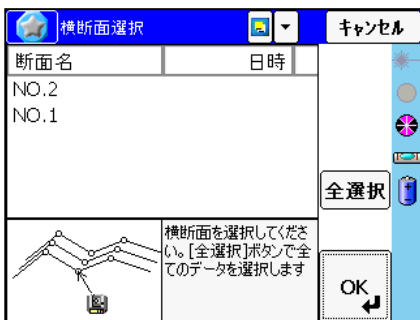 横断面選択
キャンセル
断面名 日時
NO.2
NO.1
全選択
横断面を選択してくださ
い。[全選択]ボタンで全
てのデータを選択します
OK